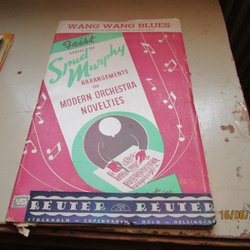 WANG WANG BLUES
Feist
SERIES OF
Spud Murphy
ARRANGEMENTS
OF
MODERN ORCHESTRA
NOVELTIES
REUTER REUTER
STOCKHOLM - COPENHAGEN - OSLO - HELSINGFORS